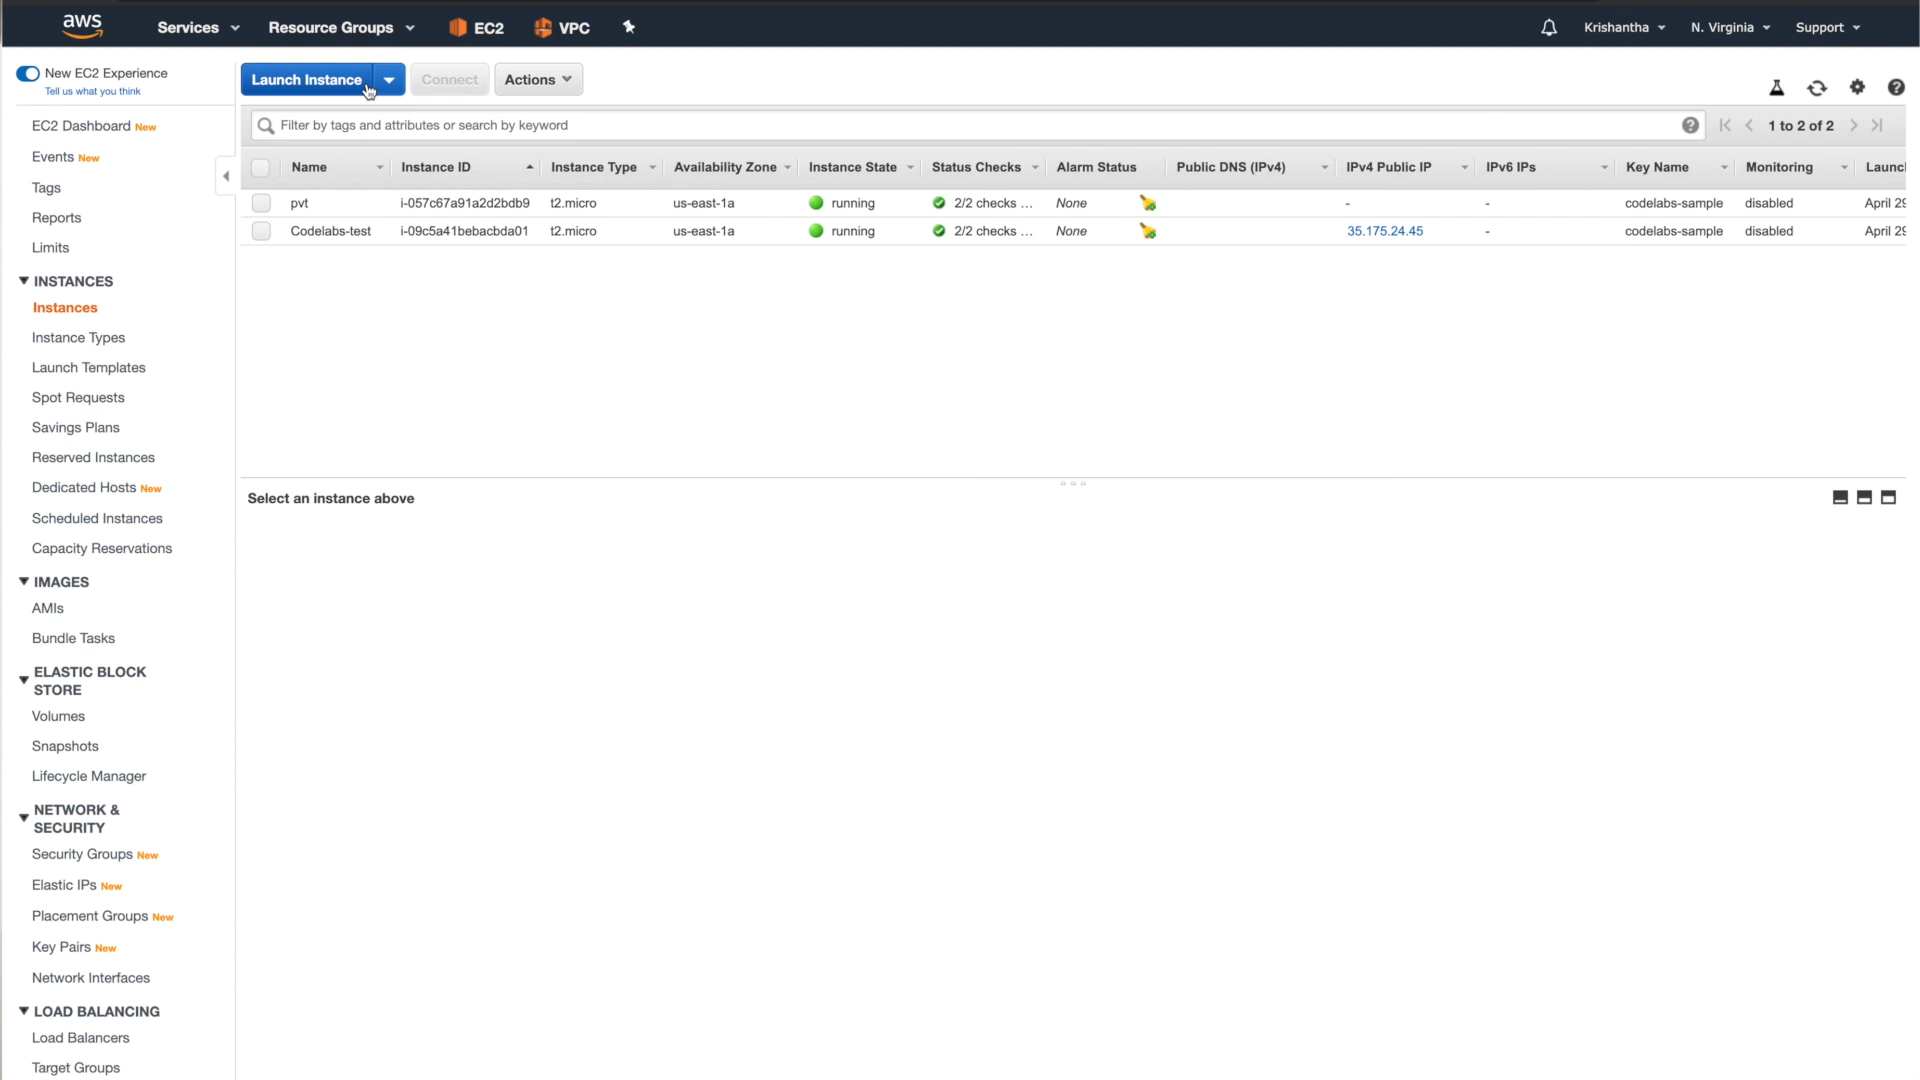 aws Services Resource Groups EC2 VPC Krishantha N. Virginia Support
New EC2 Experience
Tell us what you think
EC2 Dashboard New
Events New
Tags
Reports
Limits
INSTANCES
Instances
Instance Types
Launch Templates
Spot Requests
Savings Plans
Reserved Instances
Dedicated Hosts New
Scheduled Instances
Capacity Reservations
IMAGES
AMIs
Bundle Tasks
ELASTIC BLOCK
STORE
Volumes
Snapshots
Lifecycle Manager
NETWORK &
SECURITY
Security Groups New
Elastic IPs New
Placement Groups New
Key Pairs New
Network Interfaces
LOAD BALANCING
Load Balancers
Target Groups
Launch Instance Connect Actions
Filter by tags and attributes or search by keyword 1 to 2 of 2
Name Instance ID Instance Type Availability Zone Instance State Status Checks Alarm Status Public DNS (IPv4) IPv4 Public IP IPv6 IPs Key Name Monitoring Launc
pvt i-057c67a91a2d2bdb9 t2.micro us-east-1a running 2/2 checks ... None - - codelabs-sample disabled April 29
Codelabs-test i-09c5a41bebacbda01 t2.micro us-east-1a running 2/2 checks ... None 35.175.24.45 - codelabs-sample disabled April 29
Select an instance above